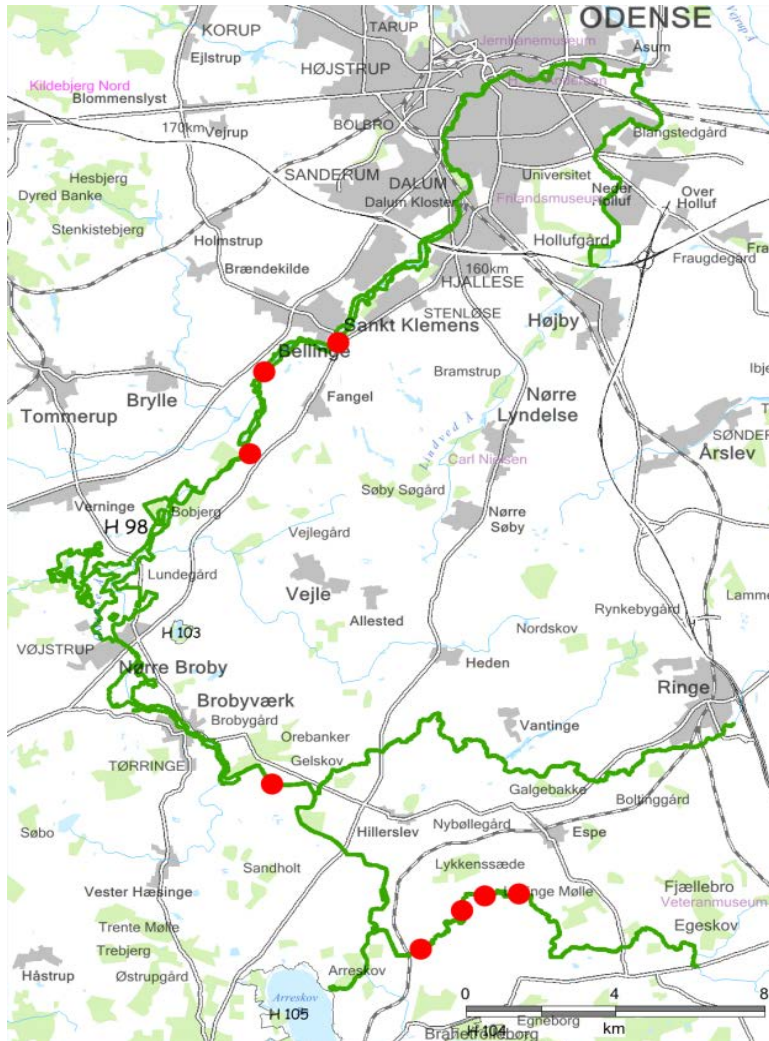 ODENSE
KORUP
TARUP
Vejrup Å
Jernbanemuseum
Åsum
Ejlstrup
HØJSTRUP
Kildebjerg Nord
Blommenslyst
170km
Vejrup
BOLBRO
Blangstedgård
SANDERUM
Hesbjerg
DALUM
Universitet
Dyred Banke
Dalum Kloster
Frilandsmuseum
Neder
Holluf
Over
Holluf
Stenkistebjerg
Holmstrup
Hollufgård
Fraugdegård
Brændekilde
160km
HJALLESE
STENLØSE
Sankt Klemens
Højby
Bellinge
Bramstrup
Brylle
Fangel
Tommerup
Nørre
Lyndelse
Lindved Å
SØNDER
Årslev
Carl Nielsen
Søby Søgård
Verninge
H 98
Bobjerg
Vejlegård
Nørre
Søby
Lundegård
Vejle
Allested
Rynkebygård
Nordskov
VØJSTRUP
H 103
Nørre Broby
Heden
Ringe
Brobyværk
Brobygård
Vantinge
Orebanker
Gelskov
TØRRINGE
Galgebakke
Boltinggård
Søbo
Hillerslev
Nybøllegård
Espe
Sandholt
Lykkenssæde
Vester Hæsinge
Fjællebro
Veteranmuseum
Trente Mølle
Egeskov
Trebjerg
Håstrup
Østrupgård
Arreskov
Arreskov
Sø
H 105
0 4 8
km
Egneborg
H 104